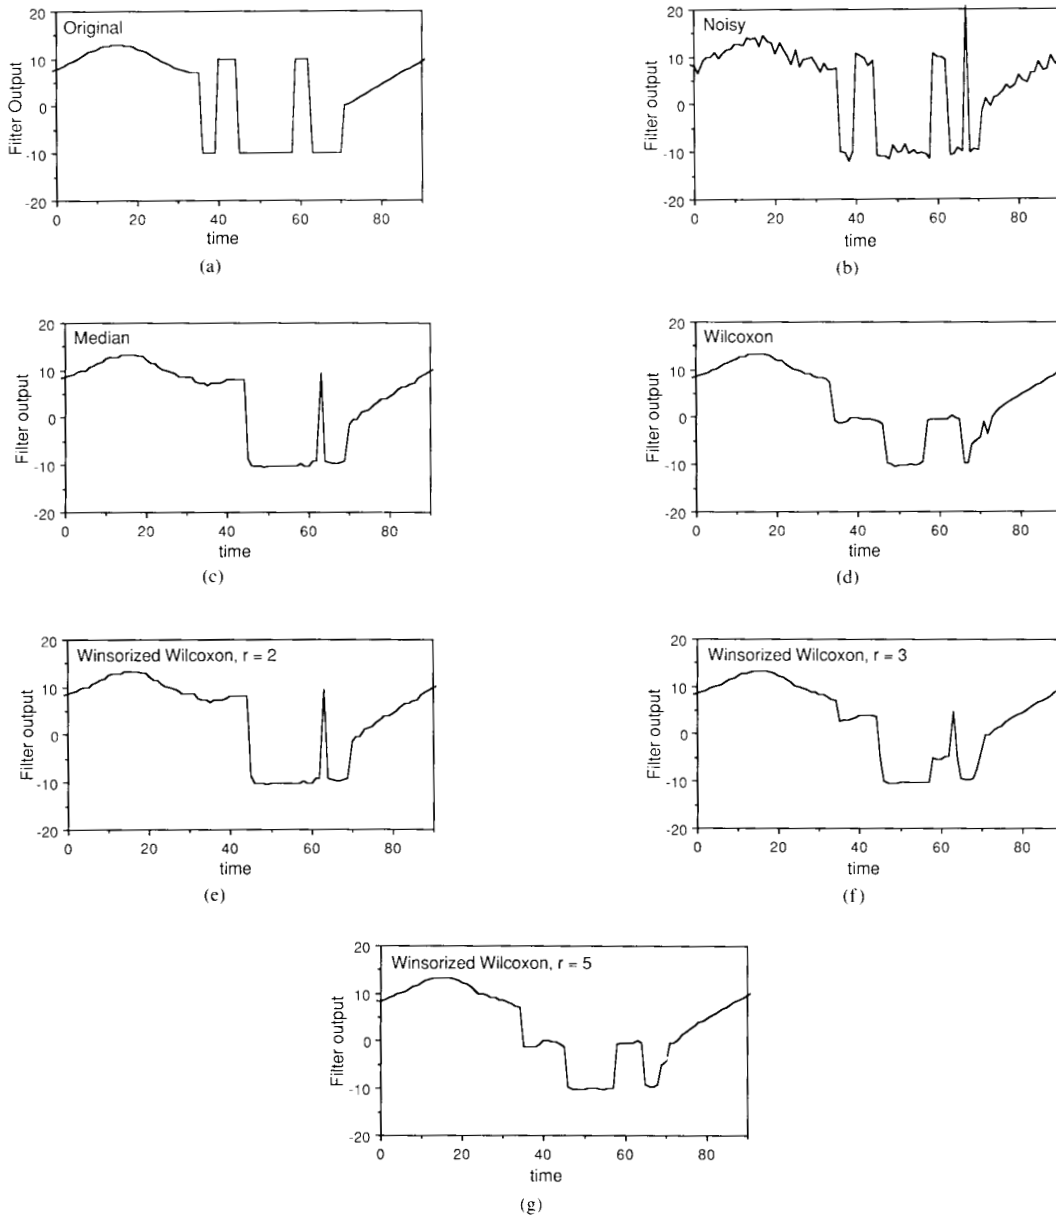 20
Original
10
0
-10
-20
Filter Output
0
20
40
60
80
time
(a)
20
Noisy
10
0
-10
-20
Filter output
0
20
40
60
80
time
(b)
20
Median
10
0
-10
-20
Filter output
0
20
40
60
80
time
(c)
20
Wilcoxon
10
0
-10
-20
Filter output
0
20
40
60
80
time
(d)
20
Winsorized Wilcoxon, r = 2
10
0
-10
-20
Filter output
0
20
40
60
80
time
(e)
20
Winsorized Wilcoxon, r = 3
10
0
-10
-20
Filter output
0
20
40
60
80
time
(f)
20
Winsorized Wilcoxon, r = 5
10
0
-10
-20
Filter output
0
20
40
60
80
time
(g)